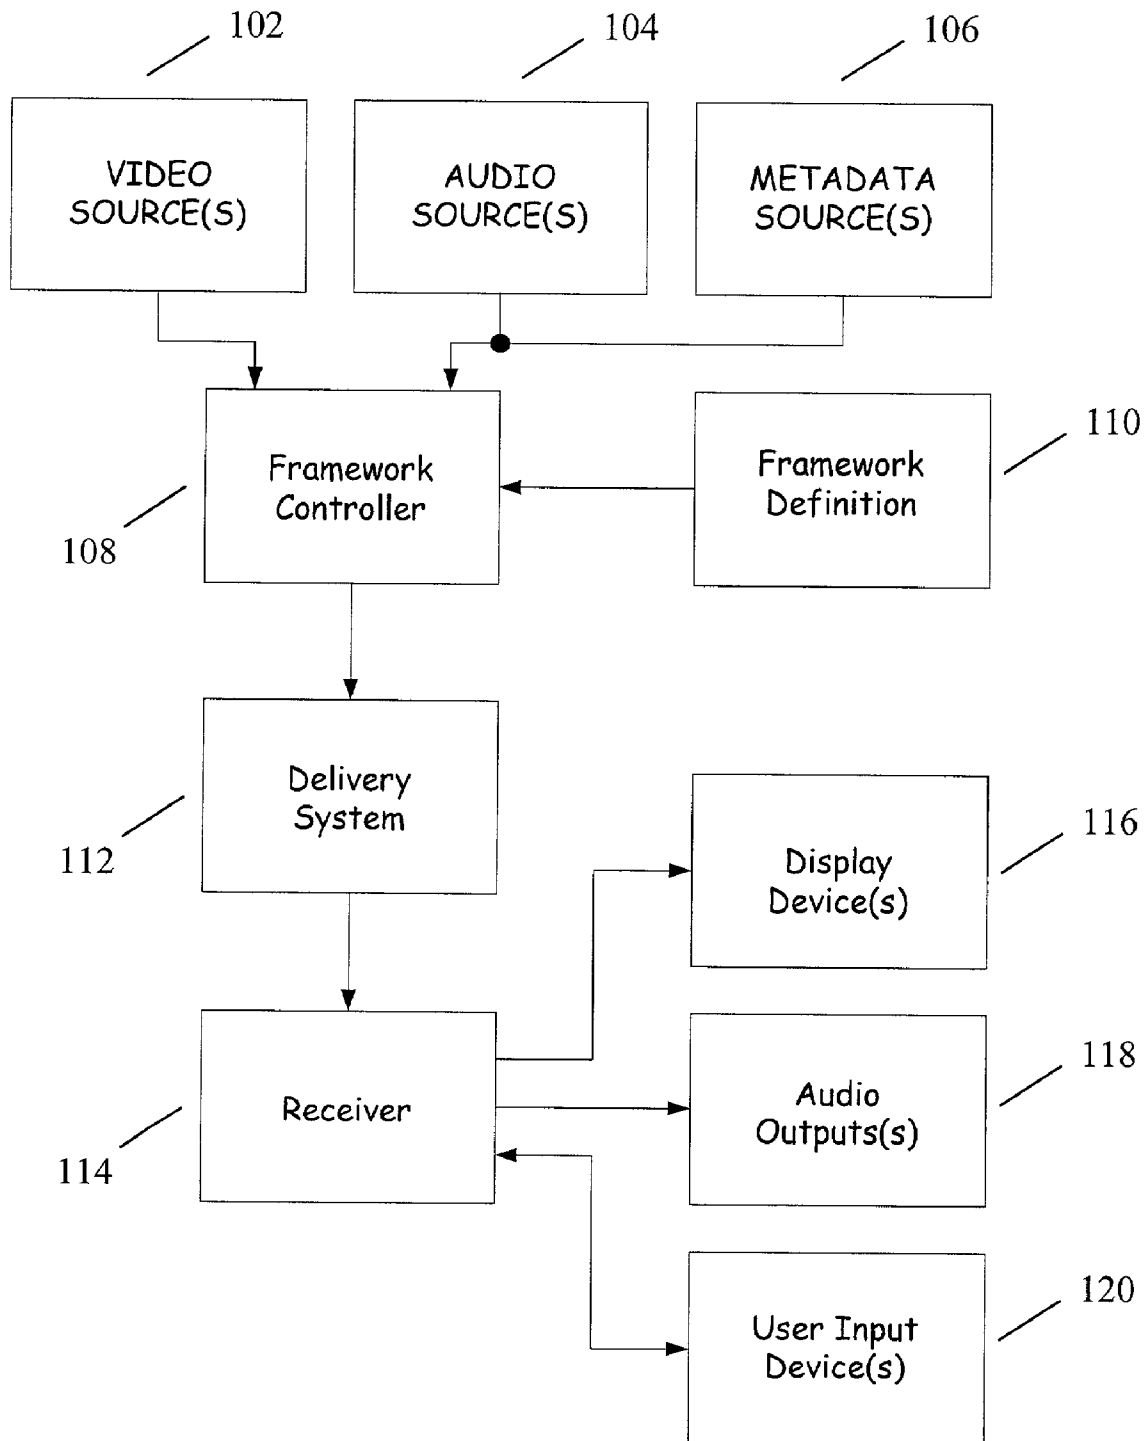 102
104
106
VIDEO
SOURCE(S)
AUDIO
SOURCE(S)
METADATA
SOURCE(S)
Framework
Controller
108
Framework
Definition
110
Delivery
System
112
Display
Device(s)
116
Receiver
114
Audio
Outputs(s)
118
User Input
Device(s)
120